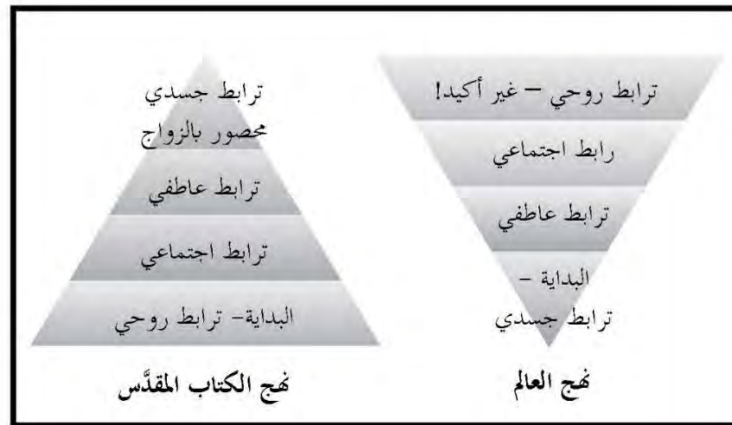 ترابط روحي – غير أكيد!
رابط اجتماعي
ترابط عاطفي
البداية –
ترابط جسدي
نهج العالم
ترابط جسدي
محصور بالزواج
ترابط عاطفي
ترابط اجتماعي
البداية– ترابط روحي
نهج الكتاب المقدَّس